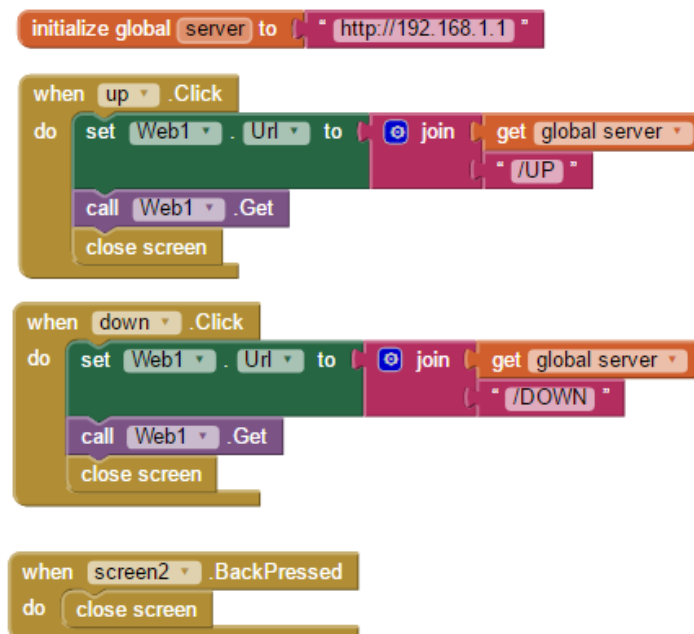 initialize global server to " http://192.168.1.1 "
when up .Click
do set Web1 . Url to join get global server
" /UP "
call Web1 .Get
close screen
when down .Click
do set Web1 . Url to join get global server
" /DOWN "
call Web1 .Get
close screen
when screen2 .BackPressed
do close screen